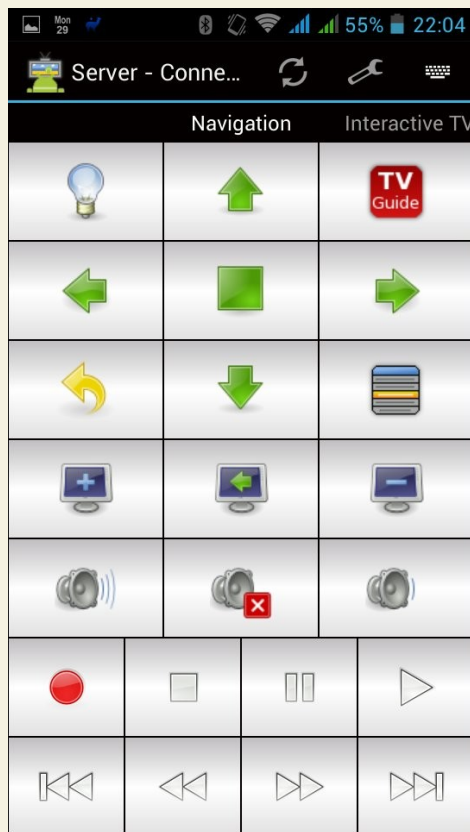 Mon
29
55% 22:04
Server - Conne...
Navigation Interactive TV
TV
Guide